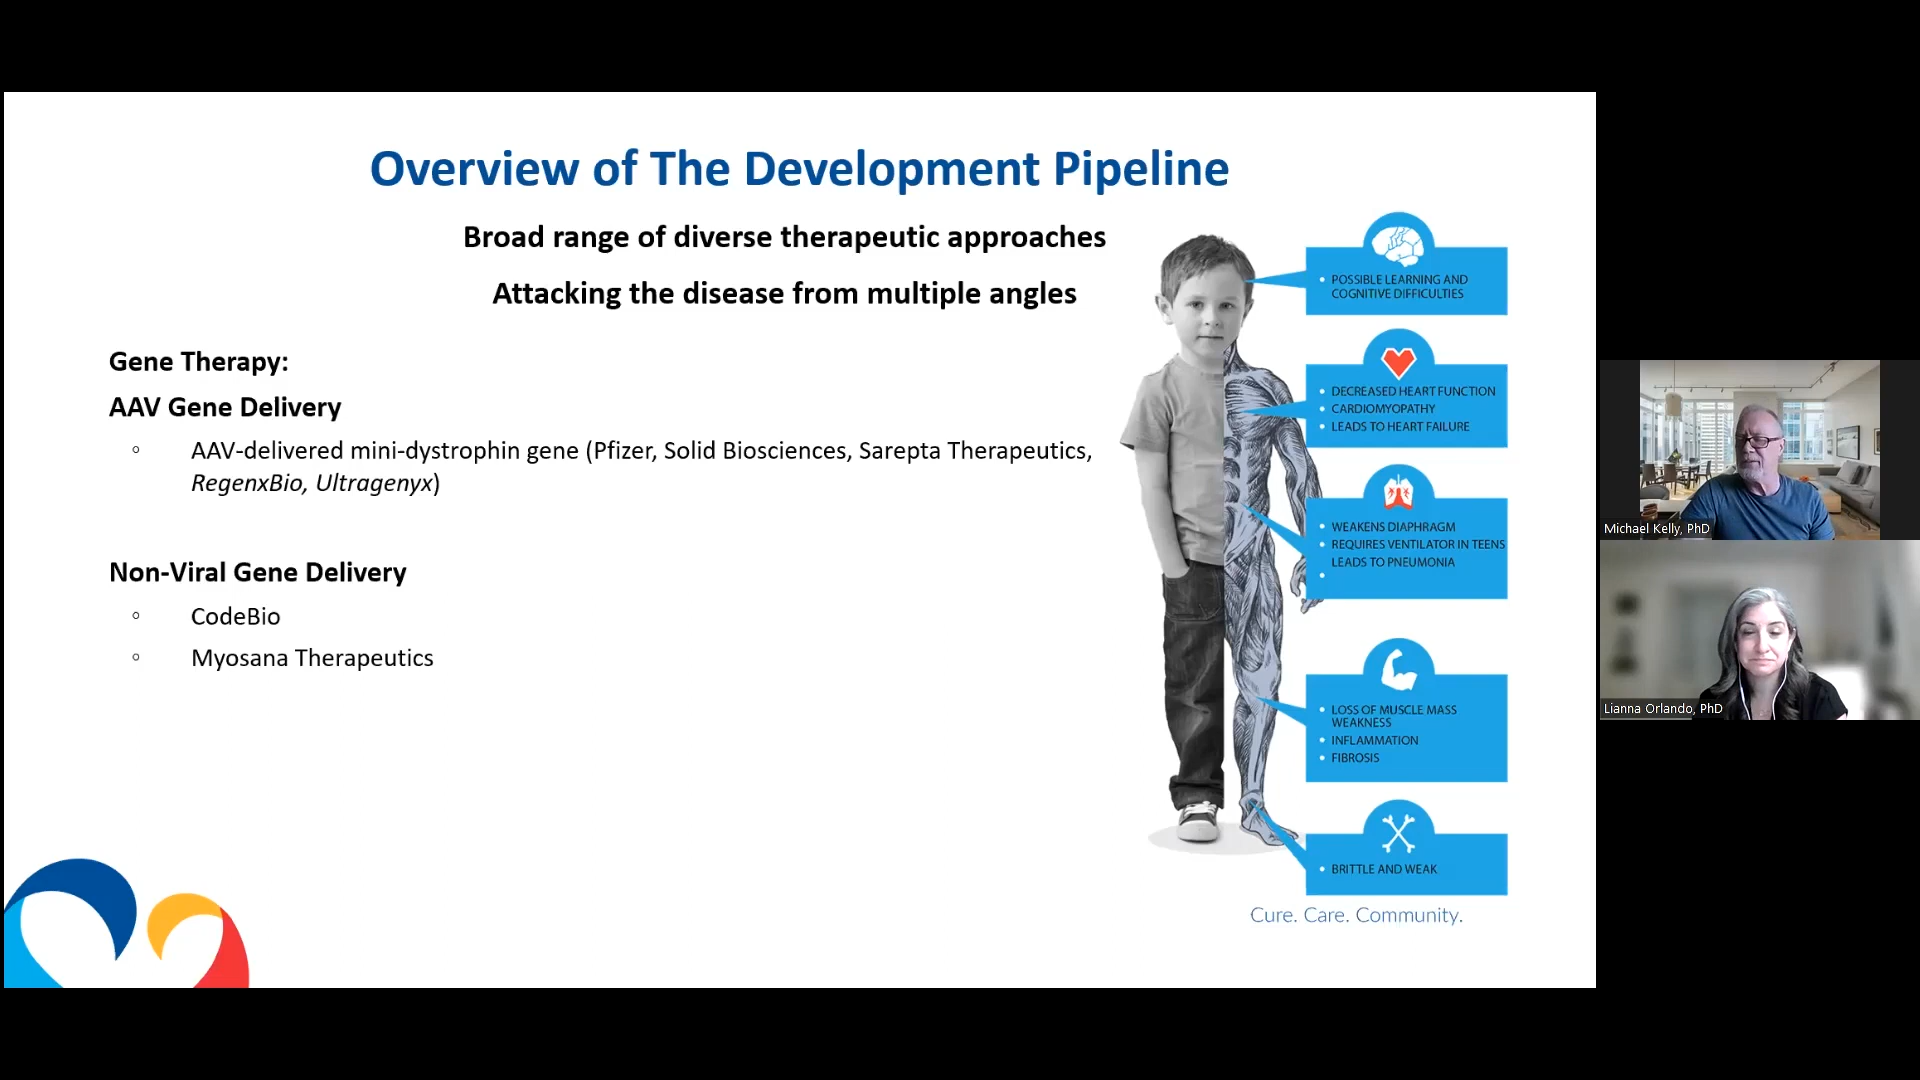 Overview of The Development Pipeline
Broad range of diverse therapeutic approaches
Attacking the disease from multiple angles
Gene Therapy:
AAV Gene Delivery
◦ AAV-delivered mini-dystrophin gene (Pfizer, Solid Biosciences, Sarepta Therapeutics,
RegenxBio, Ultragenyx)
Non-Viral Gene Delivery
◦ CodeBio
◦ Myosana Therapeutics
• POSSIBLE LEARNING AND
COGNITIVE DIFFICULTIES
• DECREASED HEART FUNCTION
• CARDIOMYOPATHY
• LEADS TO HEART FAILURE
• WEAKENS DIAPHRAGM
• REQUIRES VENTILATOR IN TEENS
LEADS TO PNEUMONIA
•
• LOSS OF MUSCLE MASS
WEAKNESS
• INFLAMMATION
• FIBROSIS
• BRITTLE AND WEAK
Cure. Care. Community.
Michael Kelly, PhD
Lianna Orlando, PhD